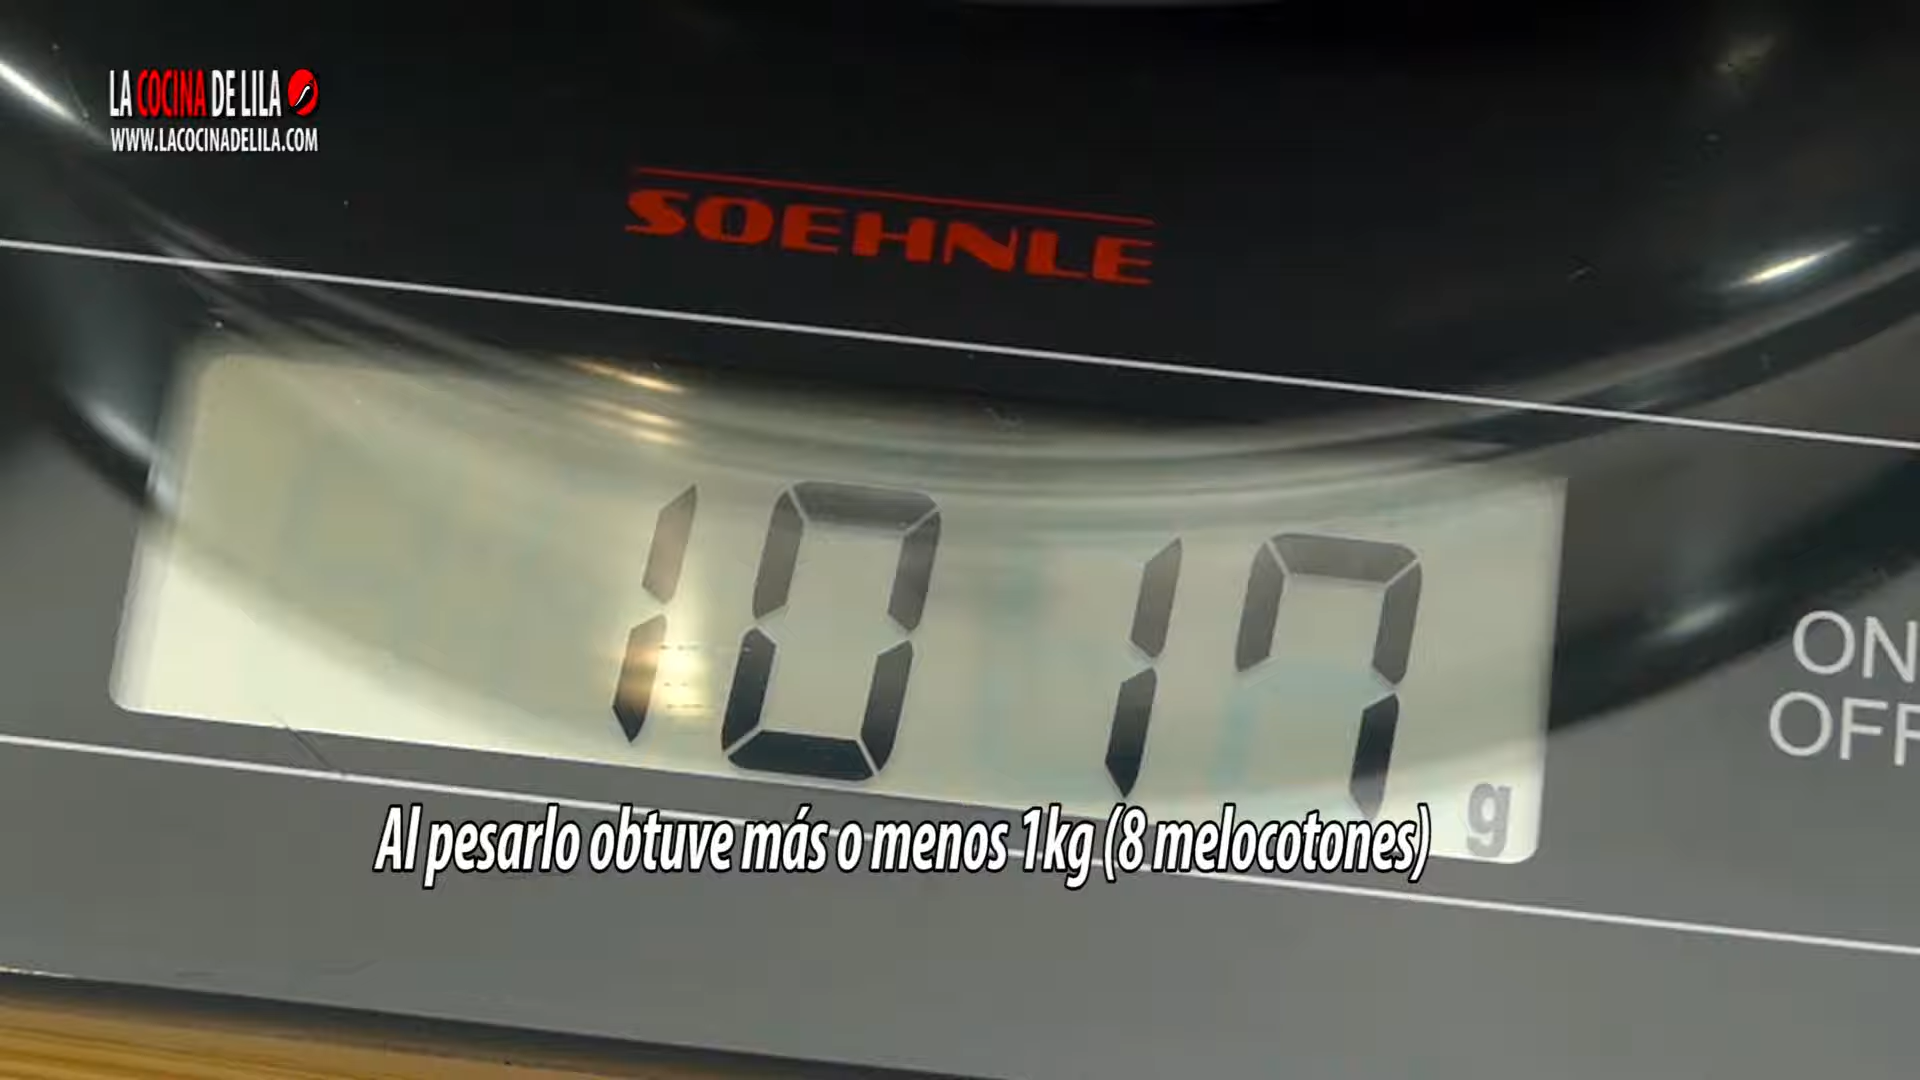 LA COCINA DE LILA
WWW.LACOCINADELILA.COM
SOEHNLE
1017 g
ON
OFF
Al pesarlo obtuve más o menos 1kg (8 melocotones)